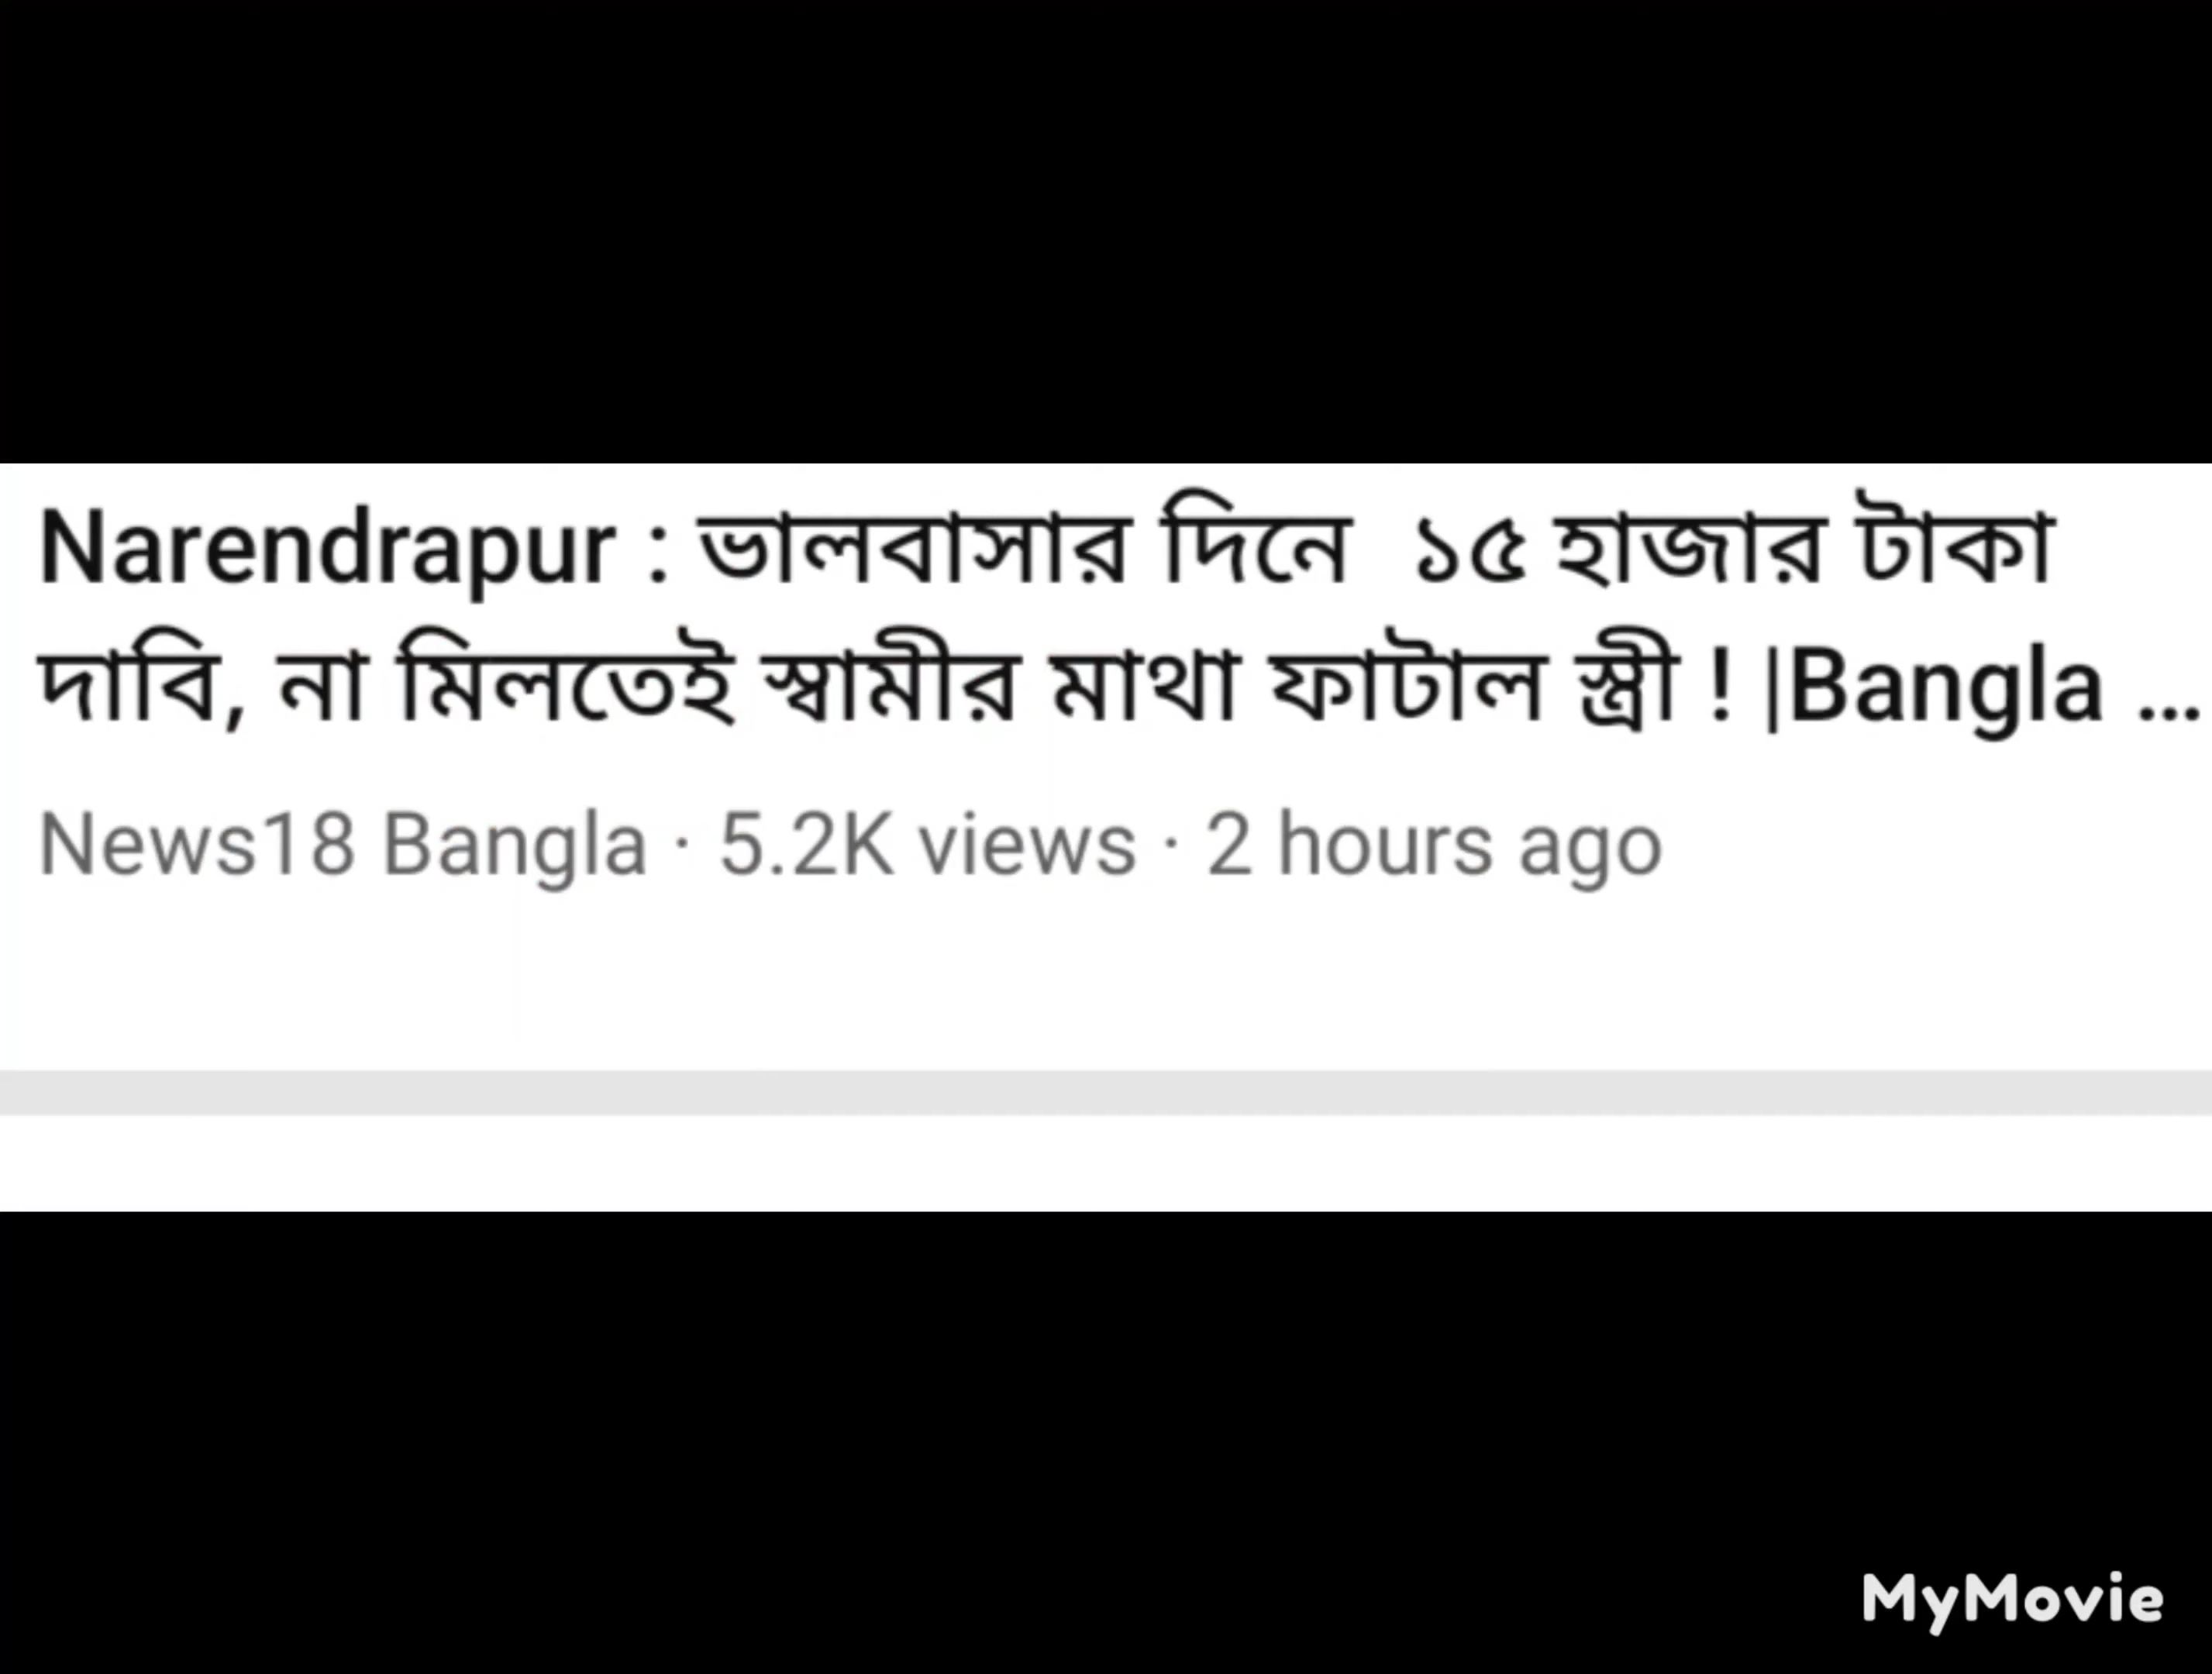 Narendrapur : ভালবাসার দিনে ১৫ হাজার টাকা
দাবি, না মিলতেই স্বামীর মাথা ফাটাল স্ত্রী ! |Bangla ...
News18 Bangla · 5.2K views · 2 hours ago
MyMovie